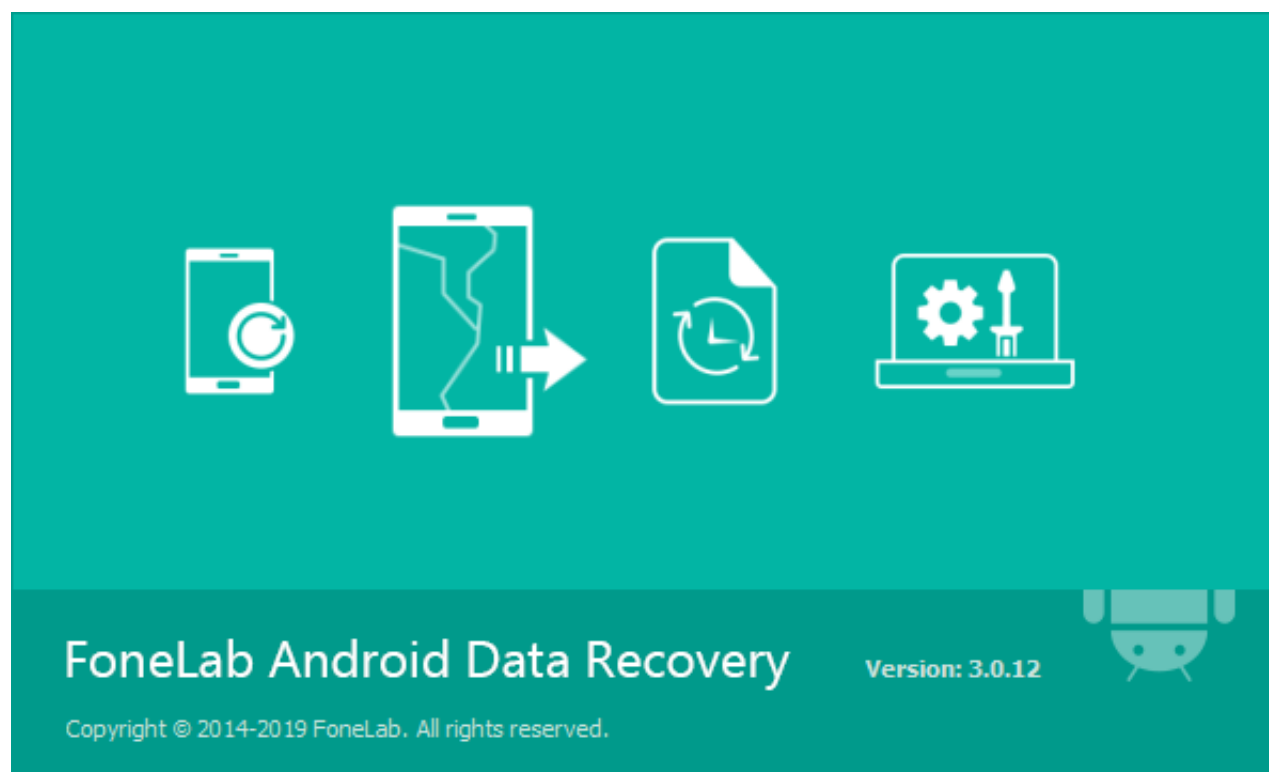 FoneLab Android Data Recovery Version: 3.0.12
Copyright © 2014-2019 FoneLab. All rights reserved.